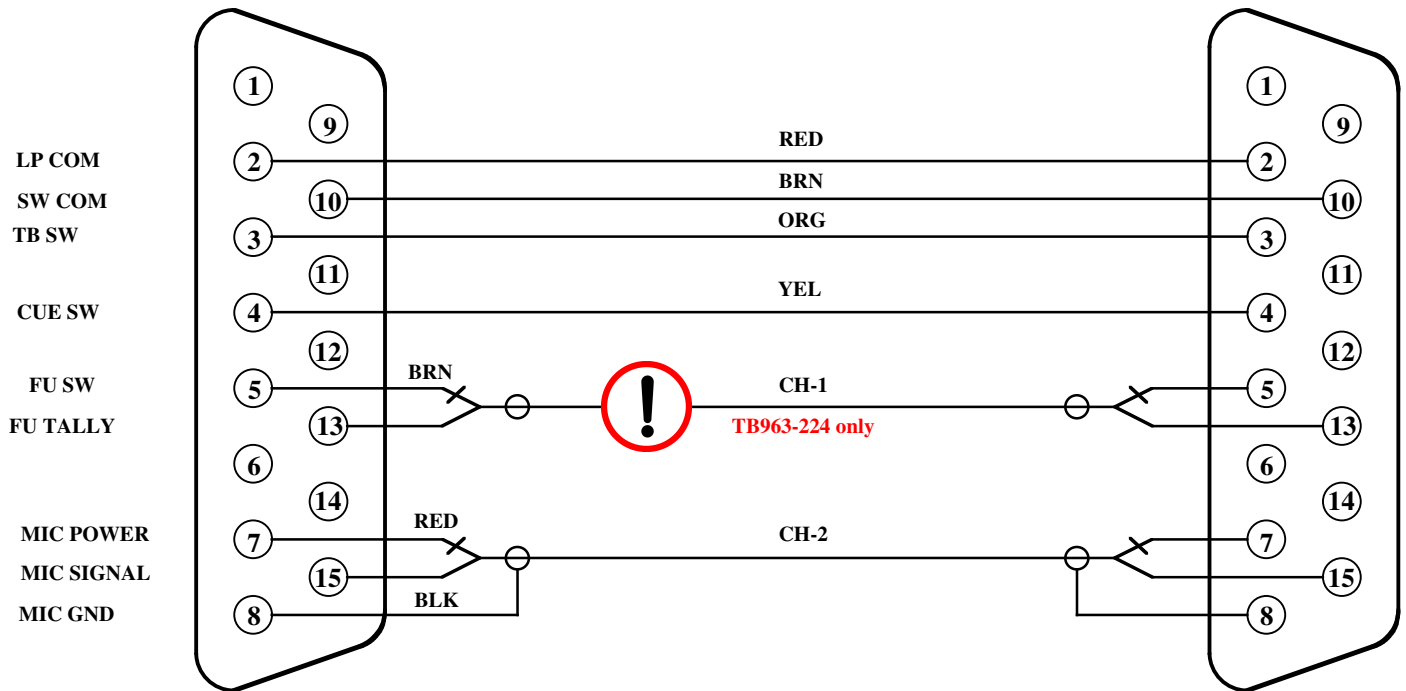 1 1
9 9
RED
LP COM 2 2
BRN
SW COM 10 10
ORG
TB SW 3 3
11 11
YEL
CUE SW 4 4
12 12
BRN
FU SW 5 ! CH-1 5
FU TALLY 13 TB963-224 only 13
6 6
14 14
RED
MIC POWER 7 CH-2 7
MIC SIGNAL 15 15
BLK
MIC GND 8 8